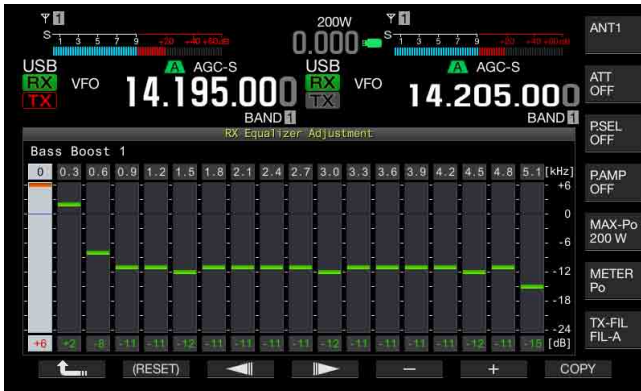 1 200W 1
S 1 3 5 7 9 +20 +40 +60dB 0.000 S 1 3 5 7 9 +20 +40 +60dB
USB A AGC-S USB A AGC-S
RX TX VFO 14.195.000 RX TX VFO 14.205.000
BAND 1 BAND 1
RX Equalizer Adjustment
Bass Boost 1
0 0.3 0.6 0.9 1.2 1.5 1.8 2.1 2.4 2.7 3.0 3.3 3.6 3.9 4.2 4.5 4.8 5.1 [kHz]
+6
0
-6
-12
-18
-24
+6 +2 -8 -11 -11 -12 -11 -11 -11 -11 -12 -11 -11 -11 -11 -12 -11 -15 [dB]
(RESET) − + COPY
ANT1
ATT
OFF
P.SEL
OFF
P.AMP
OFF
MAX-Po
200 W
METER
Po
TX-FIL
FIL-A